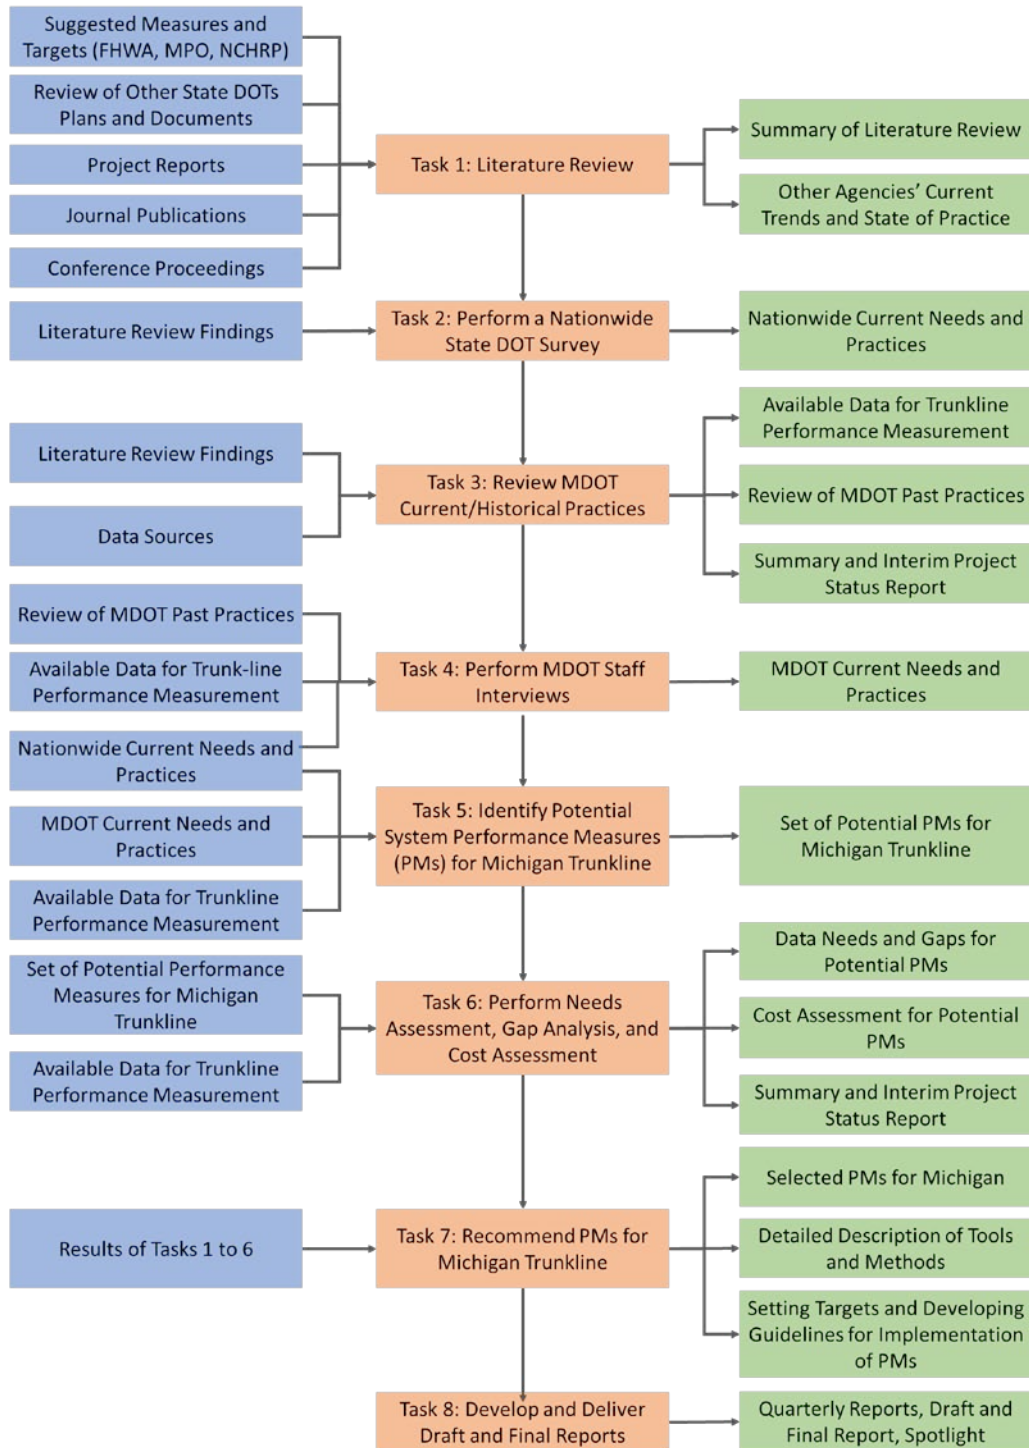 Suggested Measures and
Targets (FHWA, MPO, NCHRP)
Review of Other State DOTs
Plans and Documents
Project Reports
Journal Publications
Conference Proceedings
Task 1: Literature Review
Summary of Literature Review
Other Agencies' Current
Trends and State of Practice
Literature Review Findings
Task 2: Perform a Nationwide
State DOT Survey
Nationwide Current Needs and
Practices
Literature Review Findings
Data Sources
Task 3: Review MDOT
Current/Historical Practices
Available Data for Trunkline
Performance Measurement
Review of MDOT Past Practices
Summary and Interim Project
Status Report
Review of MDOT Past Practices
Available Data for Trunk-line
Performance Measurement
Nationwide Current Needs and
Practices
Task 4: Perform MDOT Staff
Interviews
MDOT Current Needs and
Practices
MDOT Current Needs and
Practices
Available Data for Trunkline
Performance Measurement
Task 5: Identify Potential
System Performance Measures
(PMs) for Michigan Trunkline
Set of Potential PMs for
Michigan Trunkline
Set of Potential Performance
Measures for Michigan
Trunkline
Available Data for Trunkline
Performance Measurement
Task 6: Perform Needs
Assessment, Gap Analysis, and
Cost Assessment
Data Needs and Gaps for
Potential PMs
Cost Assessment for Potential
PMs
Summary and Interim Project
Status Report
Results of Tasks 1 to 6
Task 7: Recommend PMs for
Michigan Trunkline
Selected PMs for Michigan
Detailed Description of Tools
and Methods
Setting Targets and Developing
Guidelines for Implementation
of PMs
Task 8: Develop and Deliver
Draft and Final Reports
Quarterly Reports, Draft and
Final Report, Spotlight